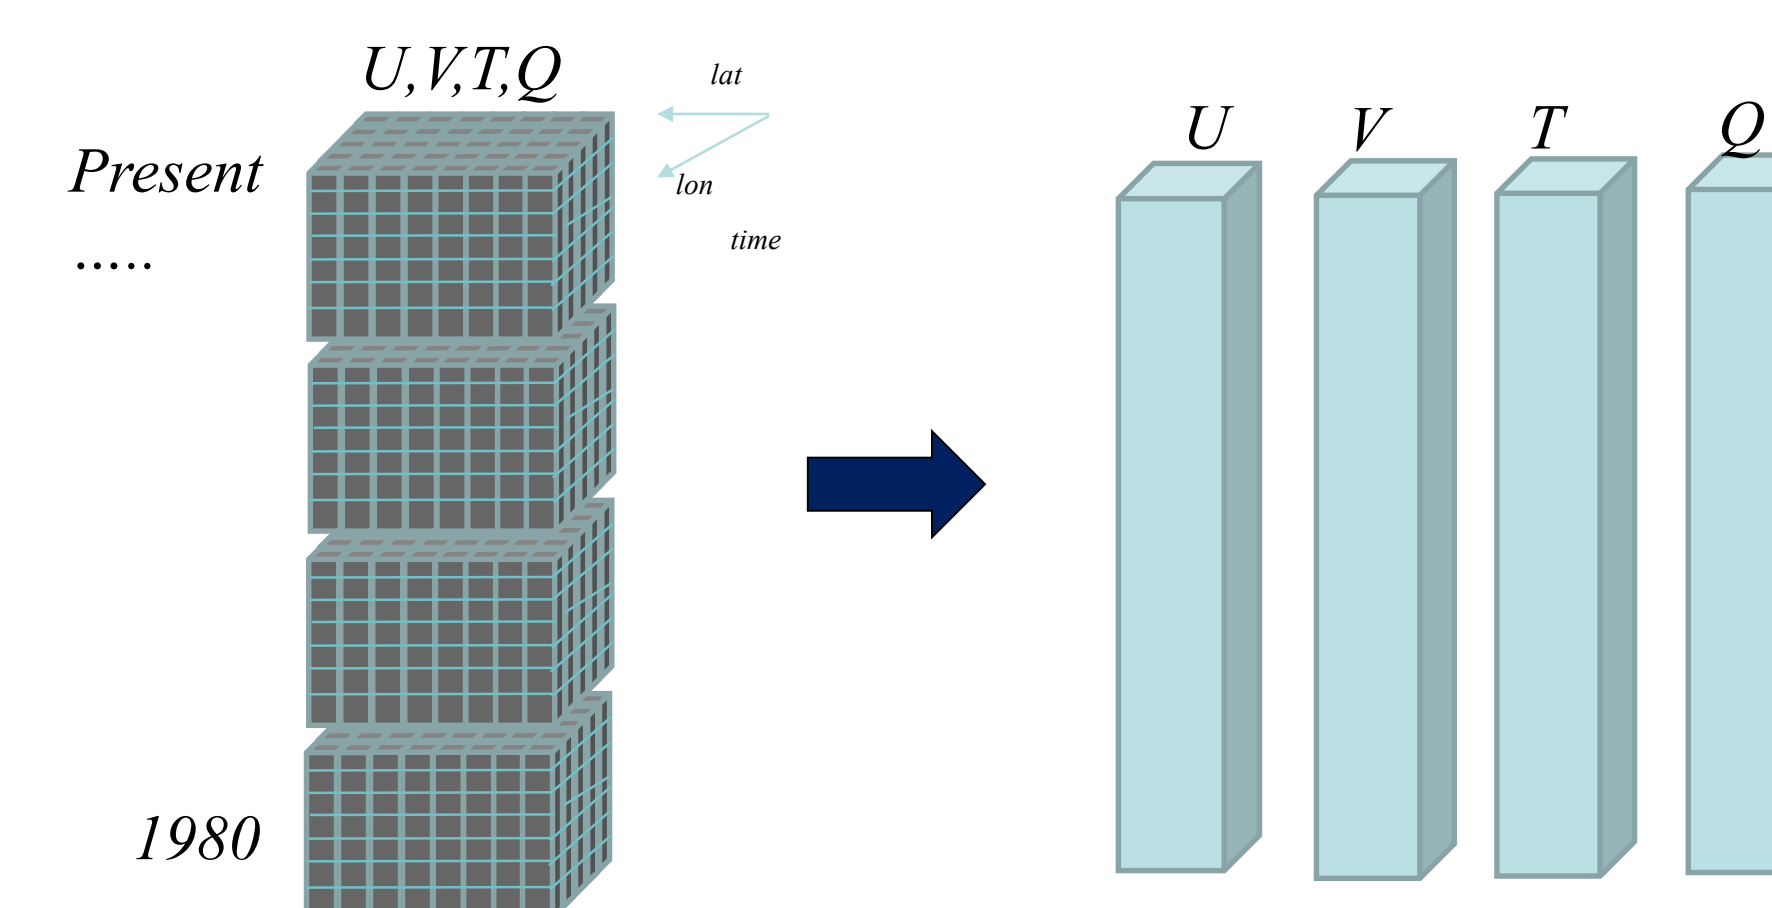 U,V,T,Q
lat
Present
lon
.....
time
1980
U
V
T
Q